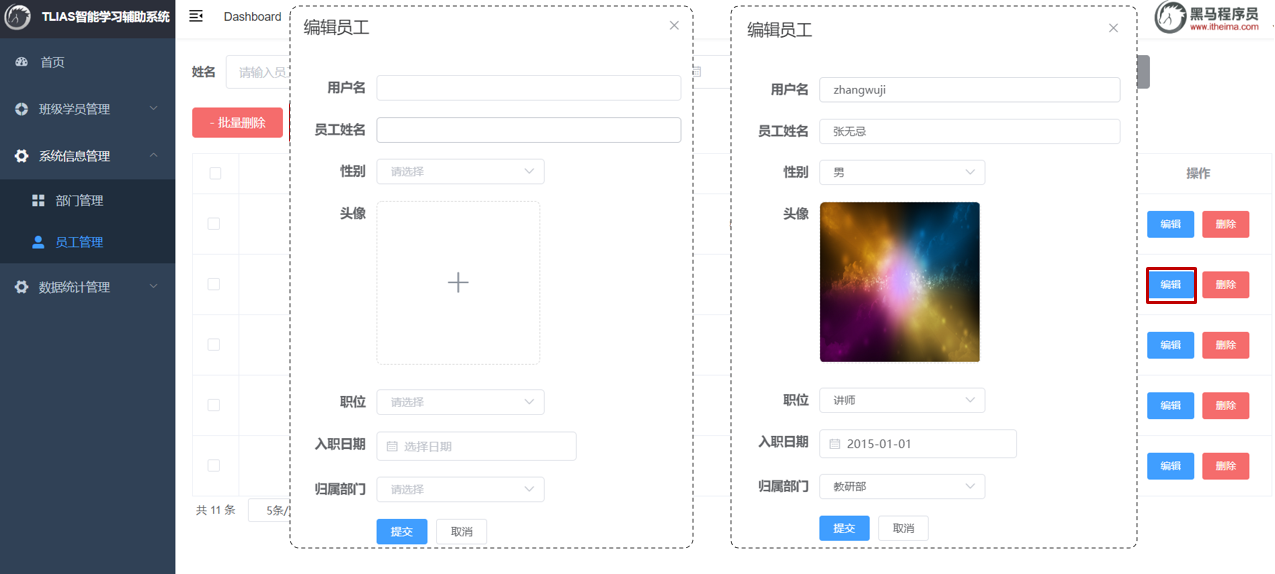 TLIAS智能学习辅助系统
Dashboard
黑马程序员
www.itheima.com
首页
班级学员管理
系统信息管理
部门管理
员工管理
数据统计管理
姓名
请输入员
- 批量删除
共 11 条
5条/
编辑员工
用户名
员工姓名
性别
请选择
头像
职位
请选择
入职日期
选择日期
归属部门
请选择
提交
取消
编辑员工
用户名
zhangwuji
员工姓名
张无忌
性别
男
头像
职位
讲师
入职日期
2015-01-01
归属部门
教研部
提交
取消
操作
编辑
删除
编辑
删除
编辑
删除
编辑
删除
编辑
删除